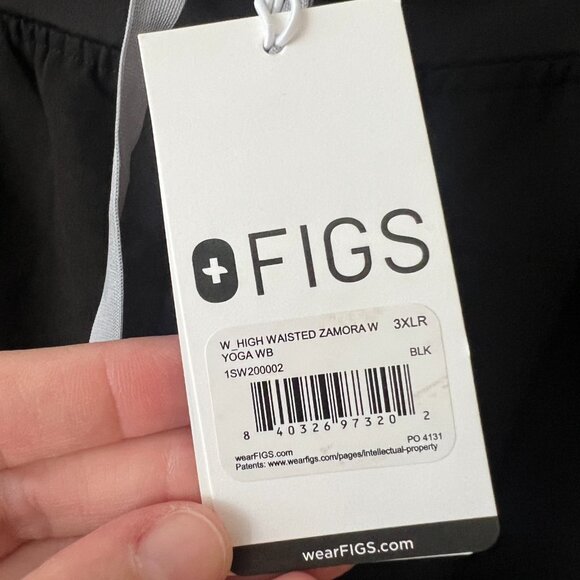 FIGS
W_HIGH WAISTED ZAMORA W 3XLR
YOGA WB
1SW200002 BLK
8 40326 97320 2
PO 4131
wearFIGS.com
Patents: www.wearfigs.com/pages/intellectual-property
wearFIGS.com